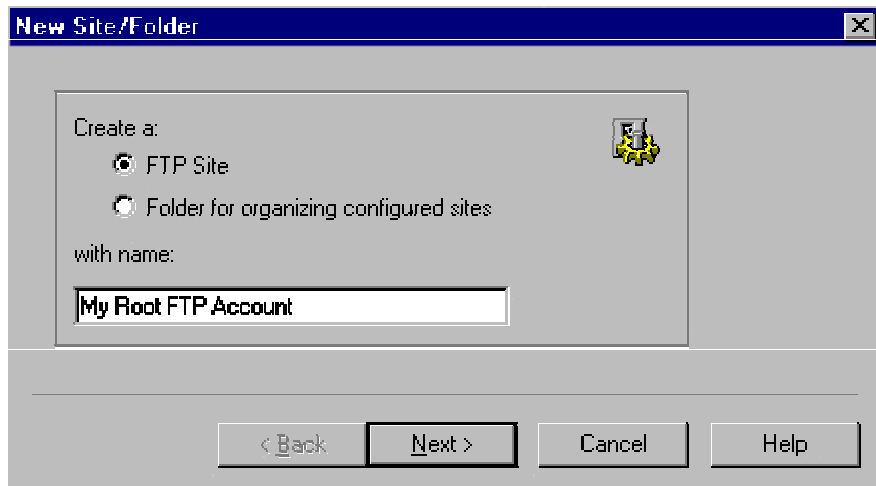 New Site/Folder
Create a:
FTP Site
Folder for organizing configured sites
with name:
My Root FTP Account
< Back
Next >
Cancel
Help